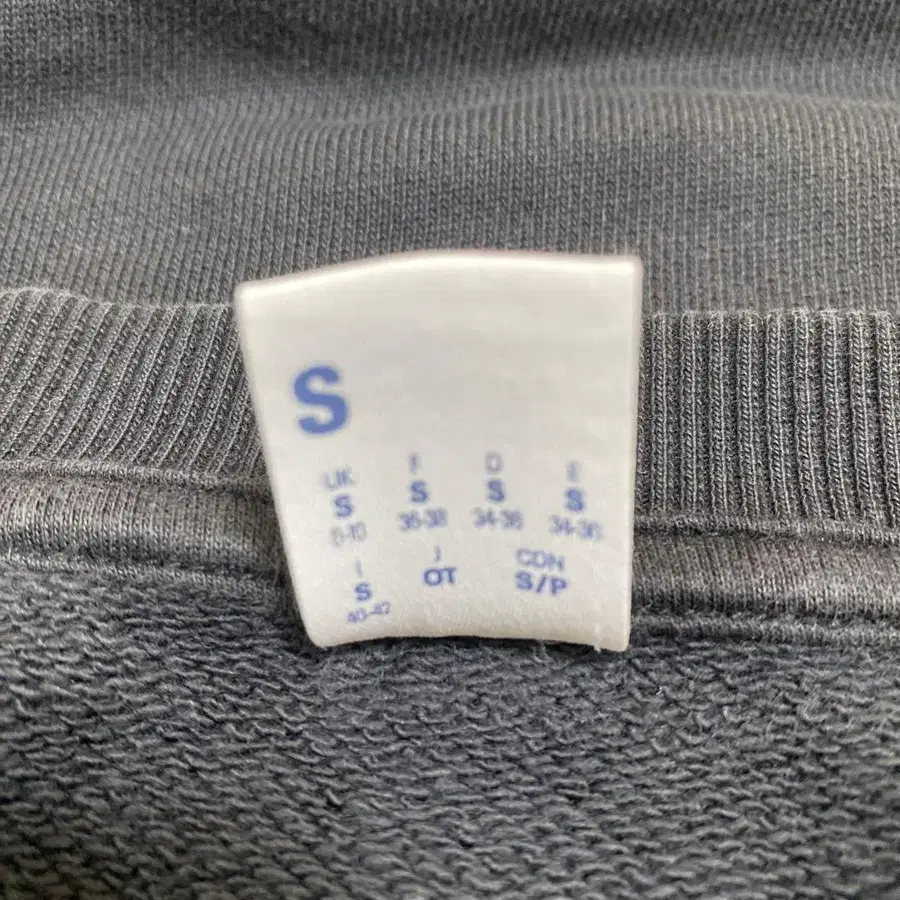 S
UK F D E
S S S S
8-10 36-38 34-36 34-36
I J CDN
S OT S/P
40-42